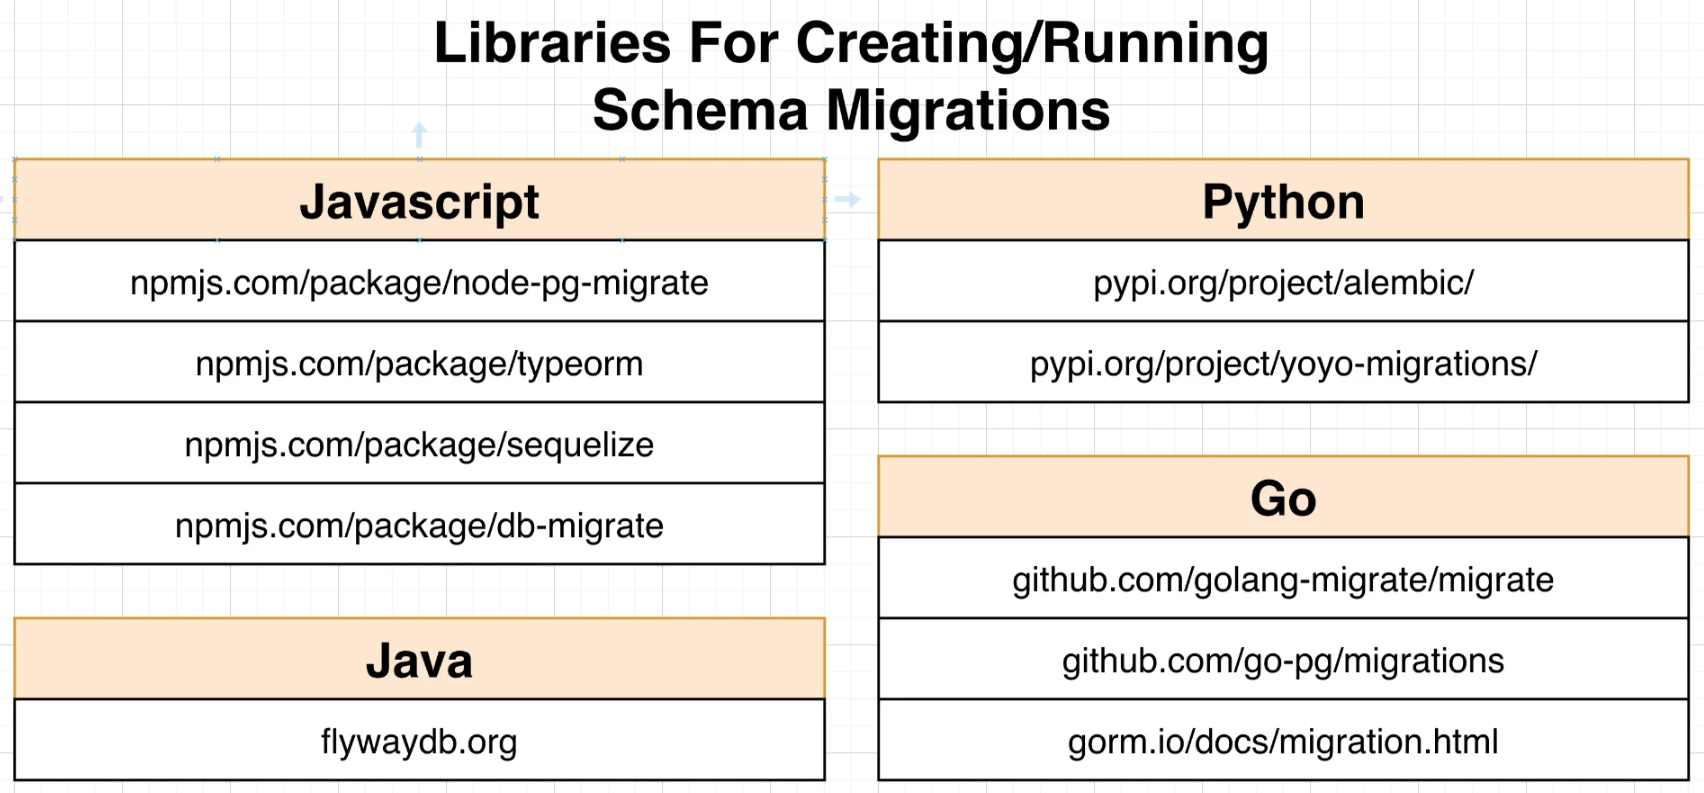 Libraries For Creating/Running
Schema Migrations
Javascript
npmjs.com/package/node-pg-migrate
npmjs.com/package/typeorm
npmjs.com/package/sequelize
npmjs.com/package/db-migrate
Java
flywaydb.org
Python
pypi.org/project/alembic/
pypi.org/project/yoyo-migrations/
Go
github.com/golang-migrate/migrate
github.com/go-pg/migrations
gorm.io/docs/migration.html